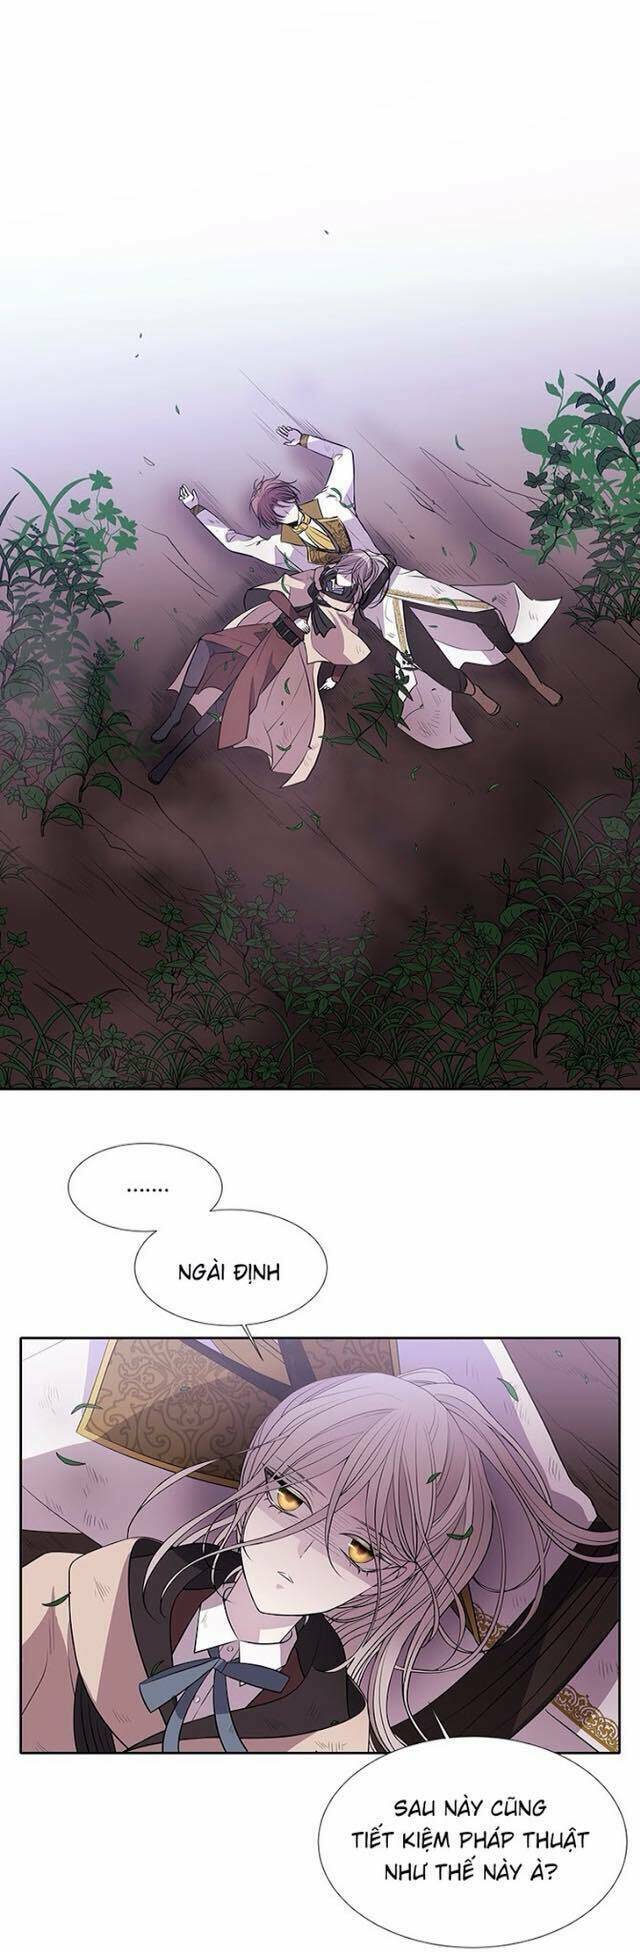 .......
NGÀI ĐỊNH
SAU NÀY CŨNG
TIẾT KIỆM PHÁP THUẬT
NHƯ THẾ NÀY À?